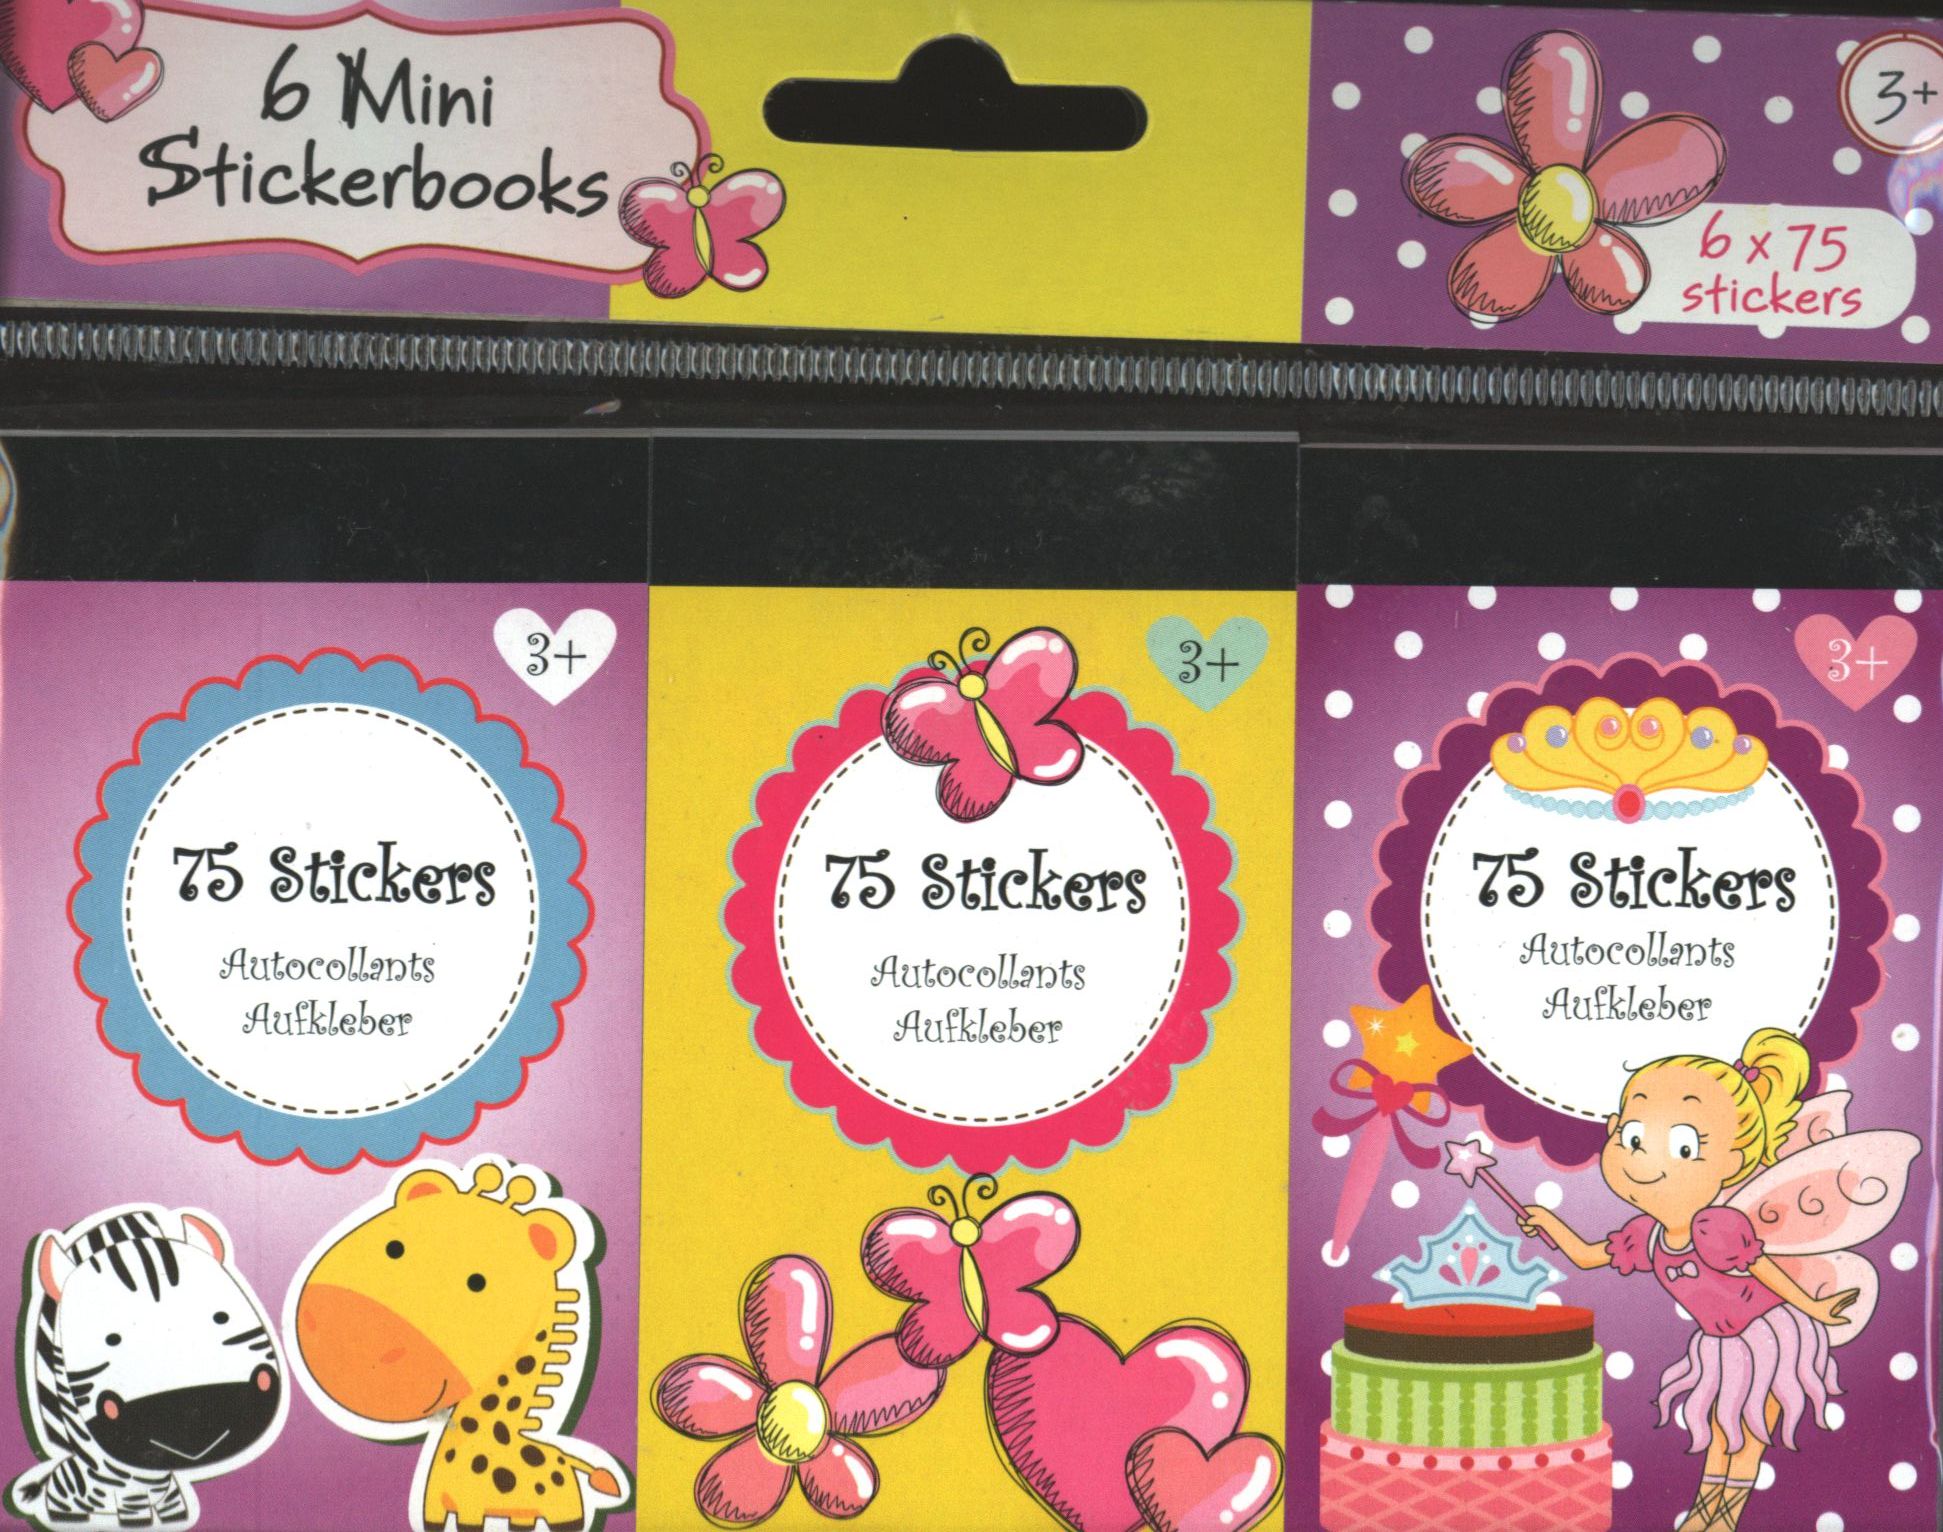 6 Mini
Stickerbooks
3+
6 x 75
stickers
3+
75 Stickers
Autocollants
Aufkleber
3+
75 Stickers
Autocollants
Aufkleber
3+
75 Stickers
Autocollants
Aufkleber